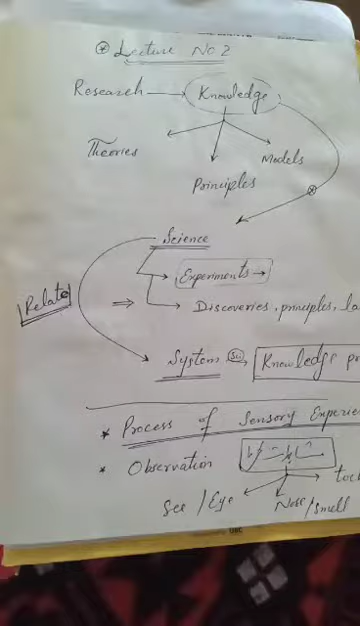 Lecture No 2
Research → Knowledge
Theories
Models
Principles
Science
Experiments →
Relate
⇒ → Discoveries, principles, la
System Sci Knowledge pr
* Process of Sensory Experie
* Observation
See / Eye
Nose/smell